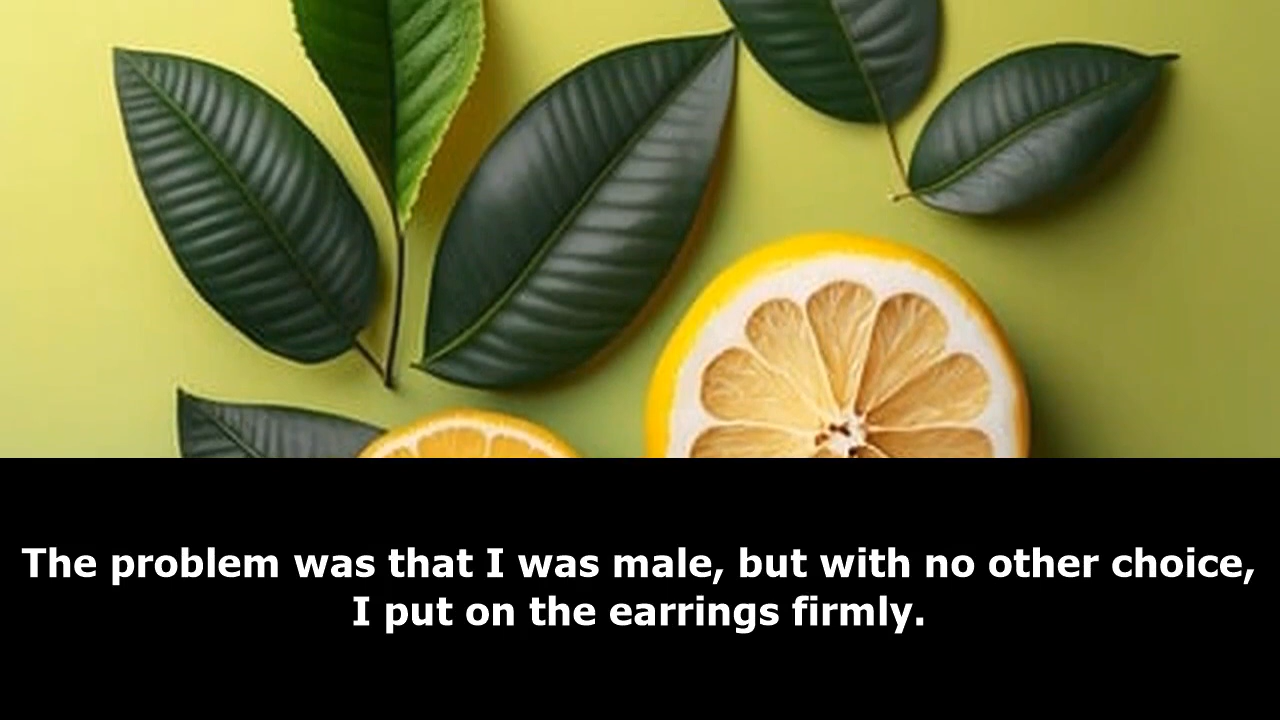 The problem was that I was male, but with no other choice,
I put on the earrings firmly.